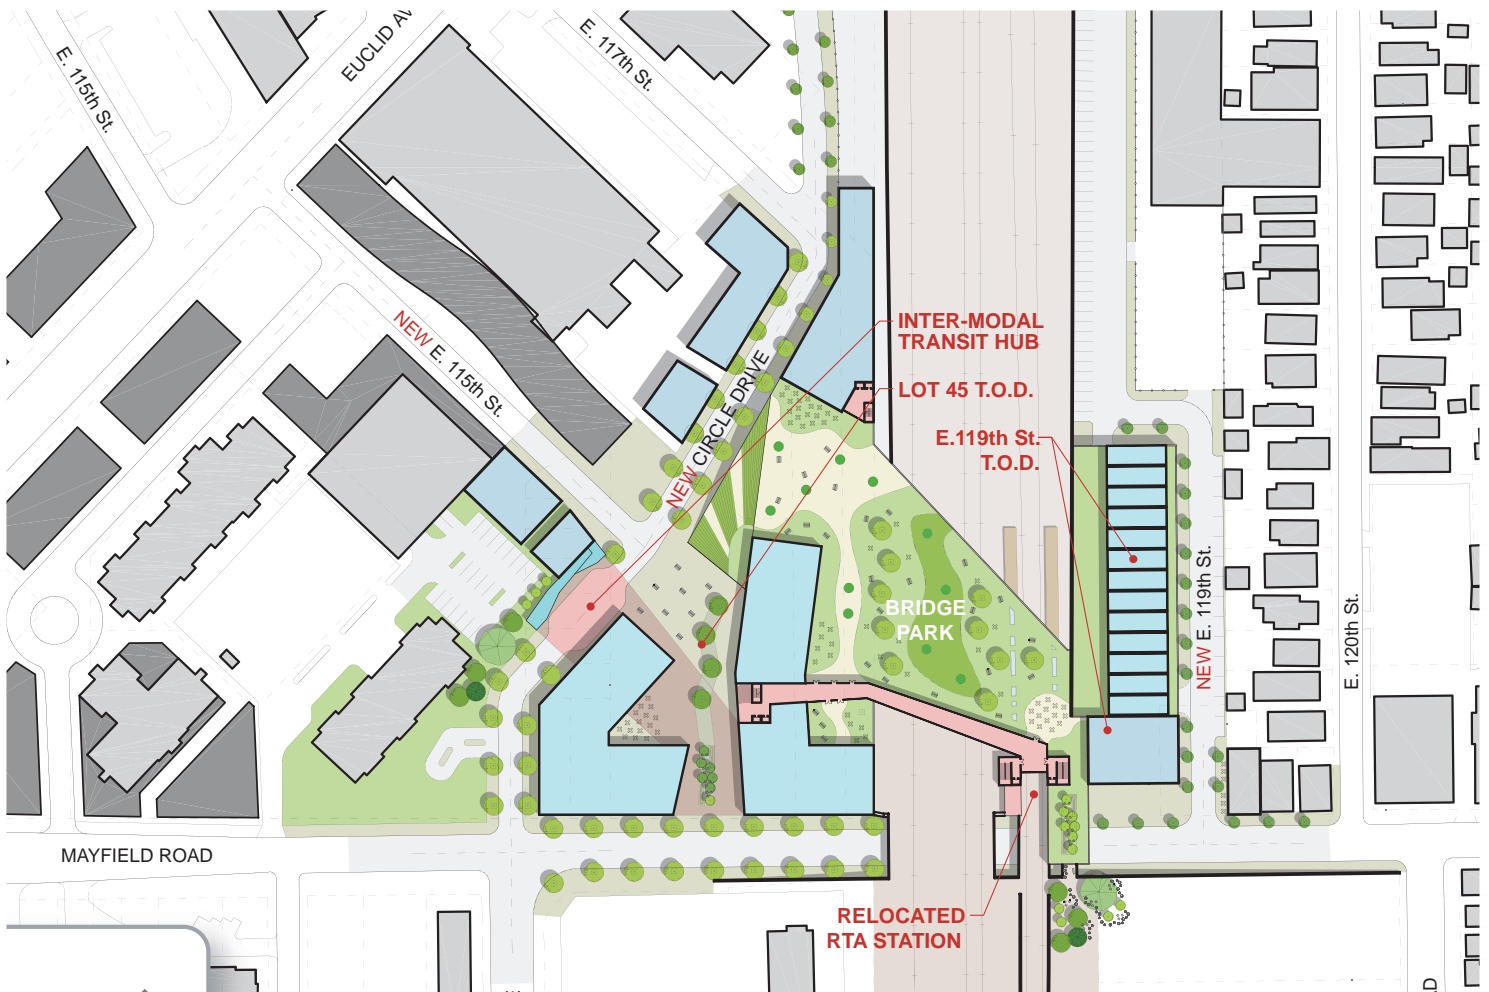 E. 115th St.
EUCLID AV
E. 117th St.
NEW E. 115th St.
NEW CIRCLE DRIVE
INTER-MODAL
TRANSIT HUB
LOT 45 T.O.D.
E.119th St.
T.O.D.
BRIDGE
PARK
NEW E. 119th St.
E. 120th St.
MAYFIELD ROAD
RELOCATED
RTA STATION